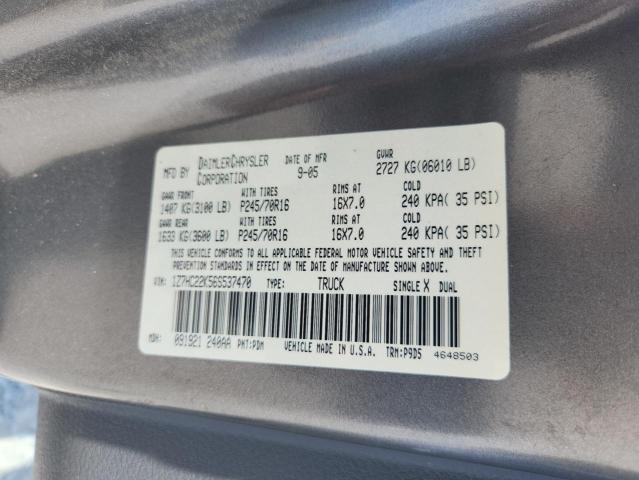 MFD BY DAIMLERCHRYSLER CORPORATION DATE OF MFR 9-05 GVWR 2727 KG(06010 LB)
GAWR FRONT WITH TIRES RIMS AT COLD
1407 KG(3100 LB) P245/70R16 16X7.0 240 KPA( 35 PSI)
GAWR REAR WITH TIRES RIMS AT COLD
1633 KG(3600 LB) P245/70R16 16X7.0 240 KPA( 35 PSI)
THIS VEHICLE CONFORMS TO ALL APPLICABLE FEDERAL MOTOR VEHICLE SAFETY AND THEFT
PREVENTION STANDARDS IN EFFECT ON THE DATE OF MANUFACTURE SHOWN ABOVE.
VIN: 1Z7HC22K56S537470 TYPE: TRUCK SINGLE X DUAL
MDH: 091921 240AA PNT:PDM VEHICLE MADE IN U.S.A. TRM:P9D5 4648503